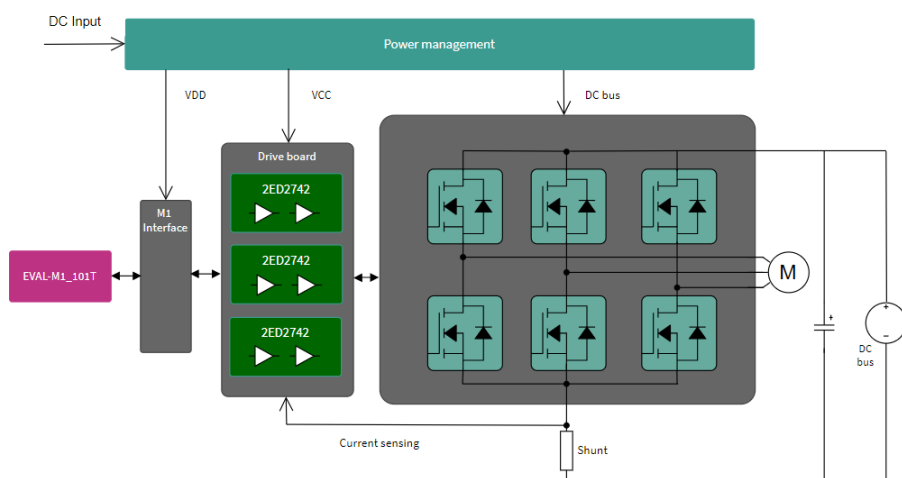 DC Input
Power management
VDD
VCC
DC bus
Drive board
2ED2742
M1
Interface
2ED2742
EVAL-M1_101T
M
2ED2742
+
+
−
DC
bus
Current sensing
Shunt